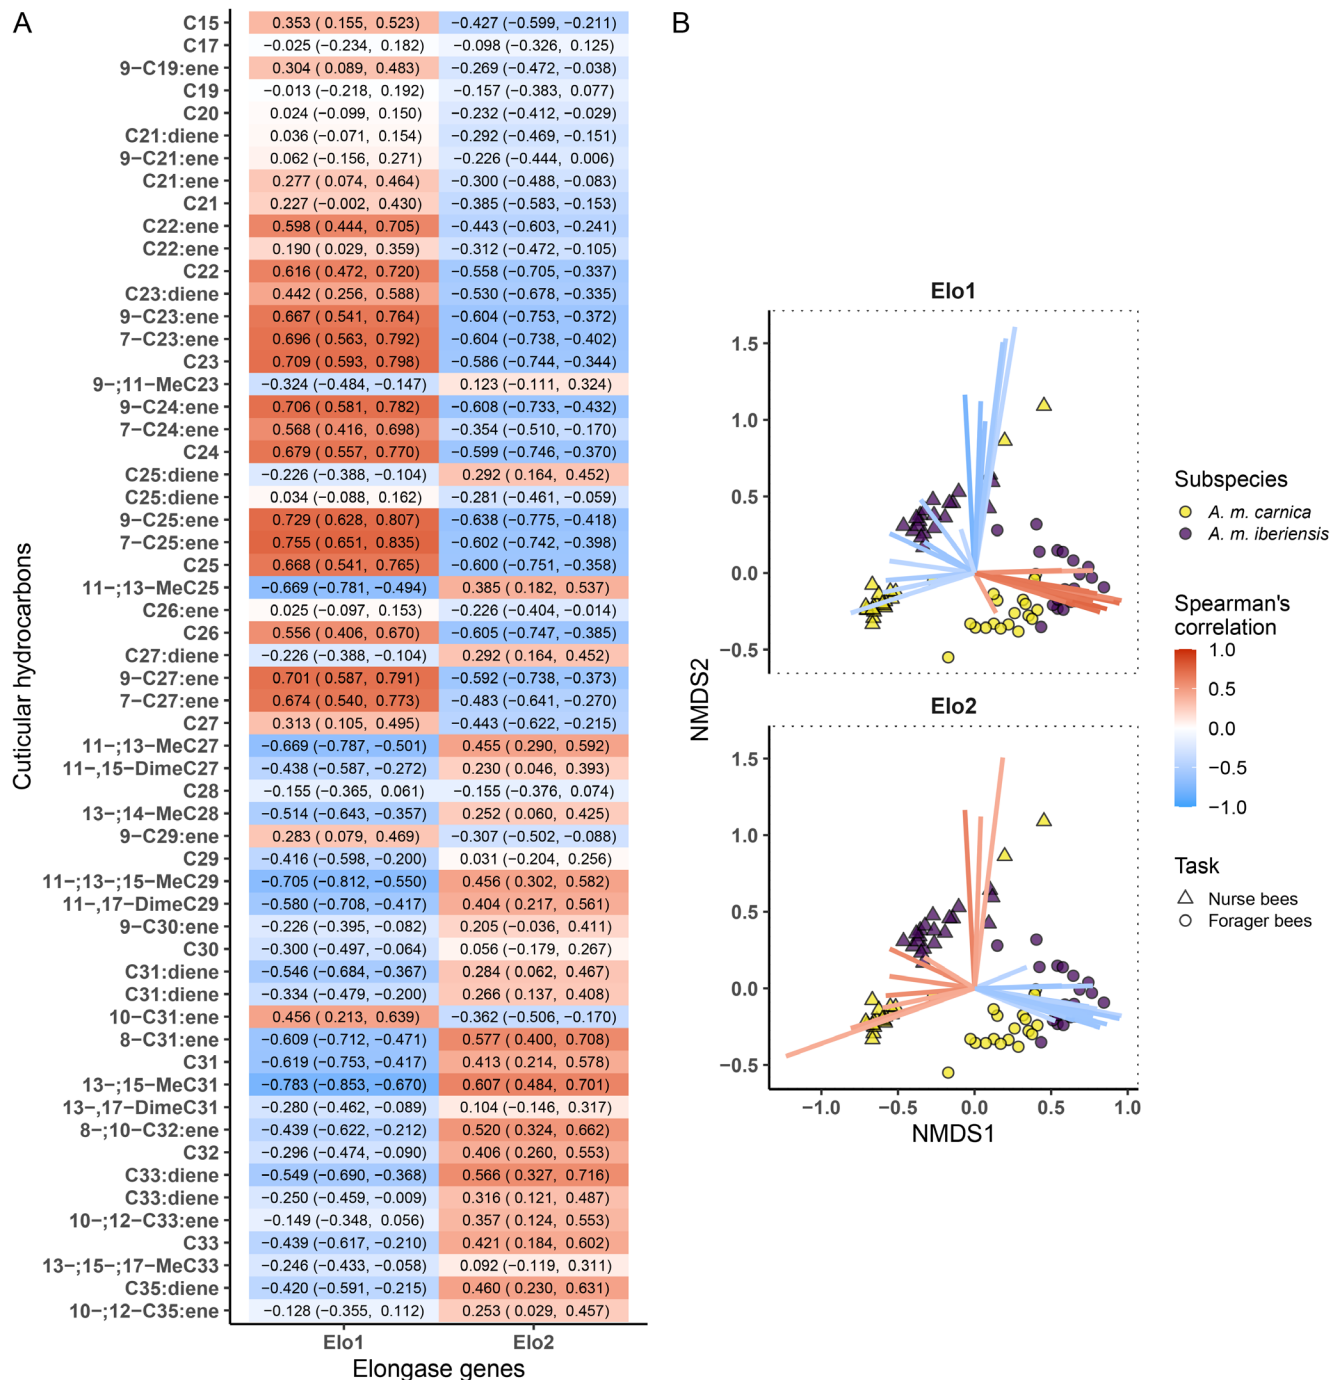 A
C15 0.353 ( 0.155, 0.523) −0.427 (−0.599, −0.211)
C17 −0.025 (−0.234, 0.182) −0.098 (−0.326, 0.125)
9−C19:ene 0.304 ( 0.089, 0.483) −0.269 (−0.472, −0.038)
C19 −0.013 (−0.218, 0.192) −0.157 (−0.383, 0.077)
C20 0.024 (−0.099, 0.150) −0.232 (−0.412, −0.029)
C21:diene 0.036 (−0.071, 0.154) −0.292 (−0.469, −0.151)
9−C21:ene 0.062 (−0.156, 0.271) −0.226 (−0.444, 0.006)
C21:ene 0.277 ( 0.074, 0.464) −0.300 (−0.488, −0.083)
C21 0.227 (−0.002, 0.430) −0.385 (−0.583, −0.153)
C22:ene 0.598 ( 0.444, 0.705) −0.443 (−0.603, −0.241)
C22:ene 0.190 ( 0.029, 0.359) −0.312 (−0.472, −0.105)
C22 0.616 ( 0.472, 0.720) −0.558 (−0.705, −0.337)
C23:diene 0.442 ( 0.256, 0.588) −0.530 (−0.678, −0.335)
9−C23:ene 0.667 ( 0.541, 0.764) −0.604 (−0.753, −0.372)
7−C23:ene 0.696 ( 0.563, 0.792) −0.604 (−0.738, −0.402)
C23 0.709 ( 0.593, 0.798) −0.586 (−0.744, −0.344)
9−;11−MeC23 −0.324 (−0.484, −0.147) 0.123 (−0.111, 0.324)
9−C24:ene 0.706 ( 0.581, 0.782) −0.608 (−0.733, −0.432)
7−C24:ene 0.568 ( 0.416, 0.698) −0.354 (−0.510, −0.170)
C24 0.679 ( 0.557, 0.770) −0.599 (−0.746, −0.370)
C25:diene −0.226 (−0.388, −0.104) 0.292 ( 0.164, 0.452)
C25:diene 0.034 (−0.088, 0.162) −0.281 (−0.461, −0.059)
9−C25:ene 0.729 ( 0.628, 0.807) −0.638 (−0.775, −0.418)
7−C25:ene 0.755 ( 0.651, 0.835) −0.602 (−0.742, −0.398)
C25 0.668 ( 0.541, 0.765) −0.600 (−0.751, −0.358)
11−;13−MeC25 −0.669 (−0.781, −0.494) 0.385 ( 0.182, 0.537)
C26:ene 0.025 (−0.097, 0.153) −0.226 (−0.404, −0.014)
C26 0.556 ( 0.406, 0.670) −0.605 (−0.747, −0.385)
C27:diene −0.226 (−0.388, −0.104) 0.292 ( 0.164, 0.452)
9−C27:ene 0.701 ( 0.587, 0.791) −0.592 (−0.738, −0.373)
7−C27:ene 0.674 ( 0.540, 0.773) −0.483 (−0.641, −0.270)
C27 0.313 ( 0.105, 0.495) −0.443 (−0.622, −0.215)
11−;13−MeC27 −0.669 (−0.787, −0.501) 0.455 ( 0.290, 0.592)
11−,15−DimeC27 −0.438 (−0.587, −0.272) 0.230 ( 0.046, 0.393)
C28 −0.155 (−0.365, 0.061) −0.155 (−0.376, 0.074)
13−;14−MeC28 −0.514 (−0.643, −0.357) 0.252 ( 0.060, 0.425)
9−C29:ene 0.283 ( 0.079, 0.469) −0.307 (−0.502, −0.088)
C29 −0.416 (−0.598, −0.200) 0.031 (−0.204, 0.256)
11−;13−;15−MeC29 −0.705 (−0.812, −0.550) 0.456 ( 0.302, 0.582)
11−,17−DimeC29 −0.580 (−0.708, −0.417) 0.404 ( 0.217, 0.561)
9−C30:ene −0.226 (−0.395, −0.082) 0.205 (−0.036, 0.411)
C30 −0.300 (−0.497, −0.064) 0.056 (−0.179, 0.267)
C31:diene −0.546 (−0.684, −0.367) 0.284 ( 0.062, 0.467)
C31:diene −0.334 (−0.479, −0.200) 0.266 ( 0.137, 0.408)
10−C31:ene 0.456 ( 0.213, 0.639) −0.362 (−0.506, −0.170)
8−C31:ene −0.609 (−0.712, −0.471) 0.577 ( 0.400, 0.708)
C31 −0.619 (−0.753, −0.417) 0.413 ( 0.214, 0.578)
13−;15−MeC31 −0.783 (−0.853, −0.670) 0.607 ( 0.484, 0.701)
13−,17−DimeC31 −0.280 (−0.462, −0.089) 0.104 (−0.146, 0.317)
8−;10−C32:ene −0.439 (−0.622, −0.212) 0.520 ( 0.324, 0.662)
C32 −0.296 (−0.474, −0.090) 0.406 ( 0.260, 0.553)
C33:diene −0.549 (−0.690, −0.368) 0.566 ( 0.327, 0.716)
C33:diene −0.250 (−0.459, −0.009) 0.316 ( 0.121, 0.487)
10−;12−C33:ene −0.149 (−0.348, 0.056) 0.357 ( 0.124, 0.553)
C33 −0.439 (−0.617, −0.210) 0.421 ( 0.184, 0.602)
13−;15−;17−MeC33 −0.246 (−0.433, −0.058) 0.092 (−0.119, 0.311)
C35:diene −0.420 (−0.591, −0.215) 0.460 ( 0.230, 0.631)
10−;12−C35:ene −0.128 (−0.355, 0.112) 0.253 ( 0.029, 0.457)
Elo1 Elo2
Elongase genes
Cuticular hydrocarbons
B
Elo1
1.5
1.0
0.5
0.0
−0.5
Elo2
1.5
1.0
0.5
0.0
−0.5
−1.0 −0.5 0.0 0.5 1.0
NMDS1
NMDS2
Subspecies
A. m. carnica
A. m. iberiensis
Spearman's
correlation
1.0
0.5
0.0
−0.5
−1.0
Task
Nurse bees
Forager bees